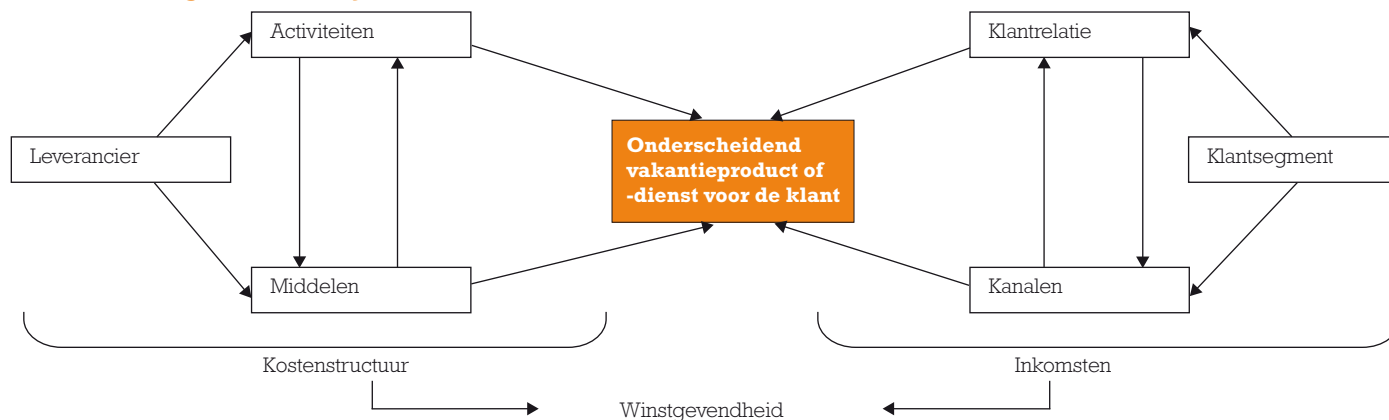 Activiteiten
Klantrelatie
Leverancier
Onderscheidend
vakantieproduct of
-dienst voor de klant
Klantsegment
Middelen
Kanalen
Kostenstructuur
Inkomsten
Winstgevendheid